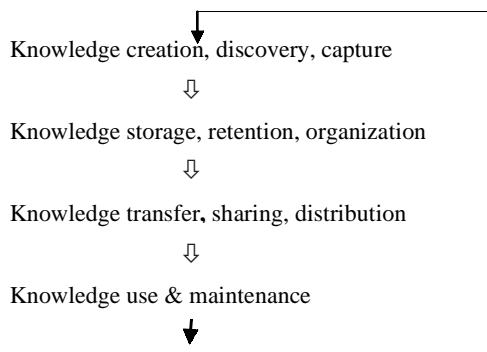 Knowledge creation, discovery, capture
Knowledge storage, retention, organization
Knowledge transfer, sharing, distribution
Knowledge use & maintenance